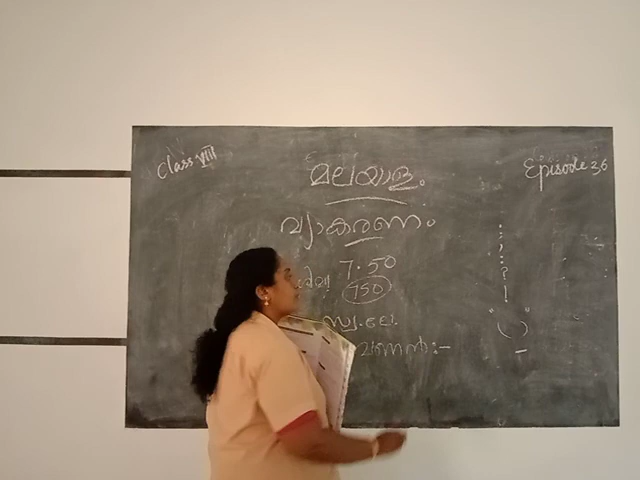 Class VIII
Episode 36
മലയാളം
വ്യാകരണം
7.50
750
സ്വ.ലേ.
:-
;
:
?
!
" "
( )
-